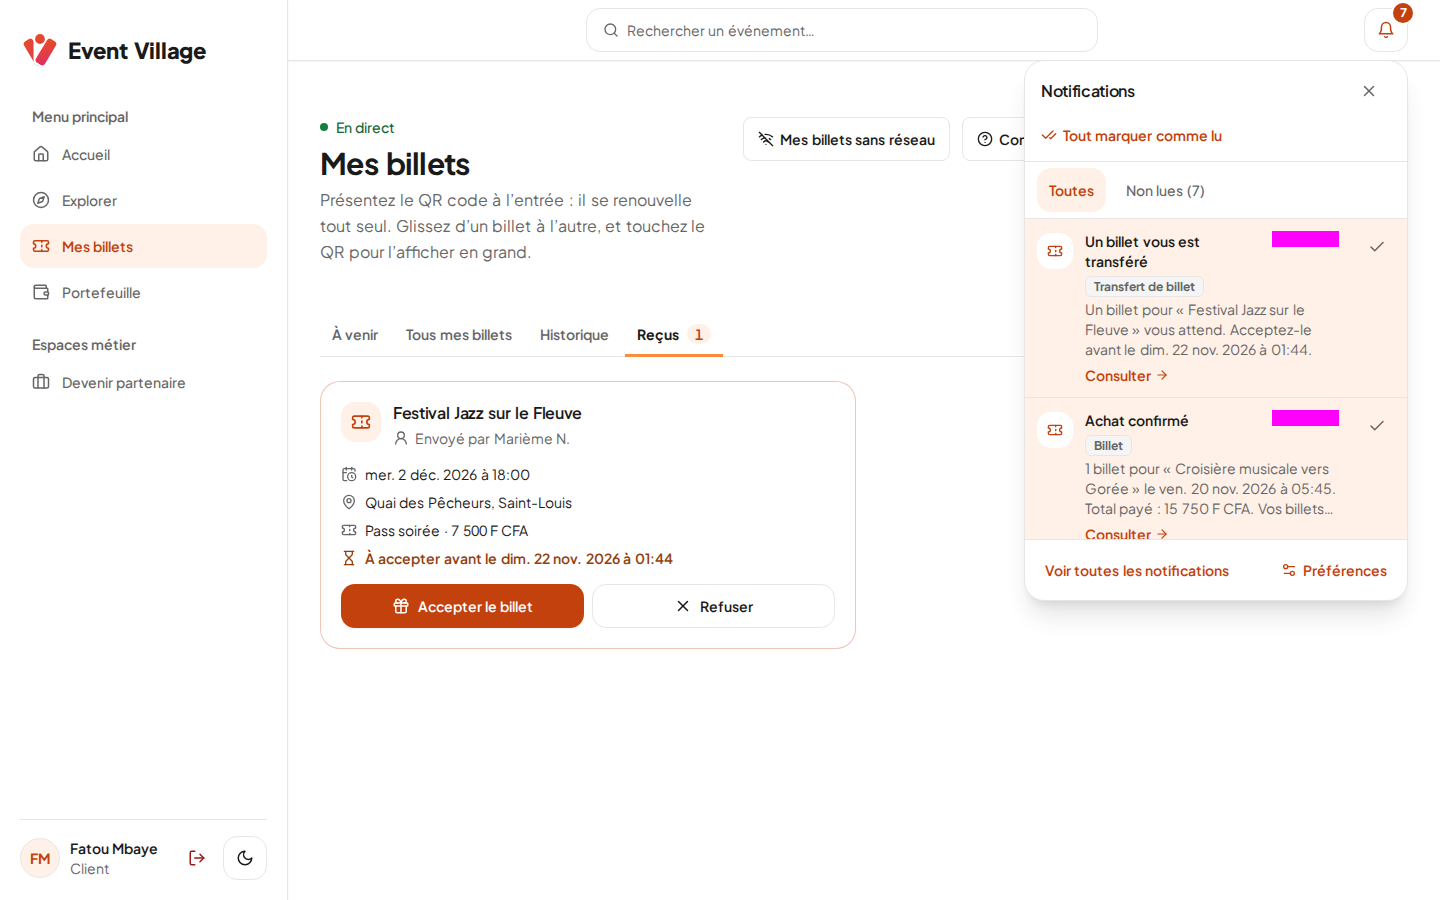 Event Village
Menu principal
Accueil
Explorer
Mes billets
Portefeuille
Espaces métier
Devenir partenaire
FM
Fatou Mbaye
Client
Rechercher un événement…
7
En direct
Mes billets
Présentez le QR code à l’entrée : il se renouvelle
tout seul. Glissez d’un billet à l’autre, et touchez le
QR pour l’afficher en grand.
Mes billets sans réseau
À venir
Tous mes billets
Historique
Reçus 1
Festival Jazz sur le Fleuve
Envoyé par Marième N.
mer. 2 déc. 2026 à 18:00
Quai des Pêcheurs, Saint-Louis
Pass soirée · 7 500 F CFA
À accepter avant le dim. 22 nov. 2026 à 01:44
Accepter le billet
Refuser
Notifications
Tout marquer comme lu
Toutes
Non lues (7)
Un billet vous est
transféré
Transfert de billet
Un billet pour « Festival Jazz sur le
Fleuve » vous attend. Acceptez-le
avant le dim. 22 nov. 2026 à 01:44.
Consulter
Achat confirmé
Billet
1 billet pour « Croisière musicale vers
Gorée » le ven. 20 nov. 2026 à 05:45.
Total payé : 15 750 F CFA. Vos billets…
Consulter
Voir toutes les notifications
Préférences